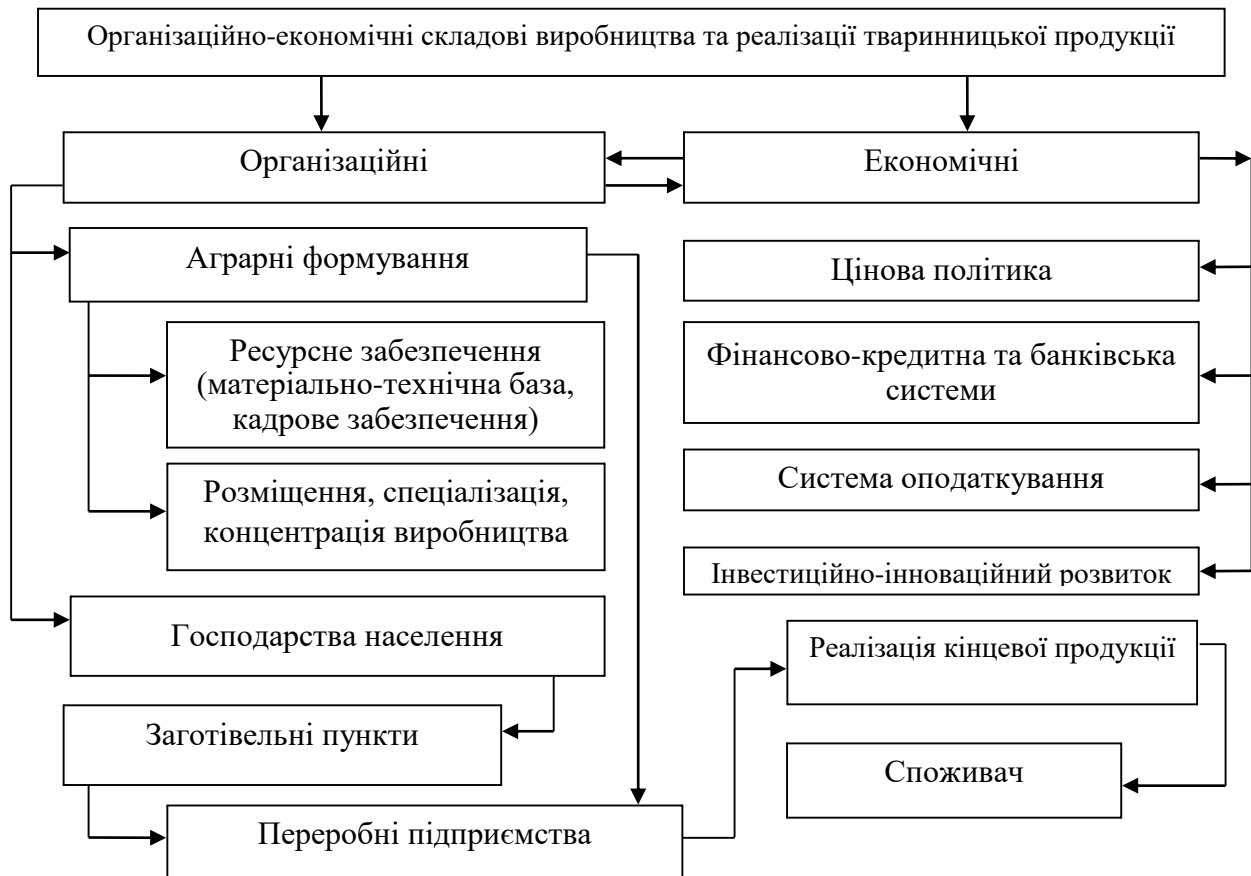 Організаційно-економічні складові виробництва та реалізації тваринницької продукції
Організаційні
Економічні
Аграрні формування
Ресурсне забезпечення
(матеріально-технічна база,
кадрове забезпечення)
Розміщення, спеціалізація,
концентрація виробництва
Господарства населення
Заготівельні пункти
Переробні підприємства
Цінова політика
Фінансово-кредитна та банківська
системи
Система оподаткування
Інвестиційно-інноваційний розвиток
Реалізація кінцевої продукції
Споживач